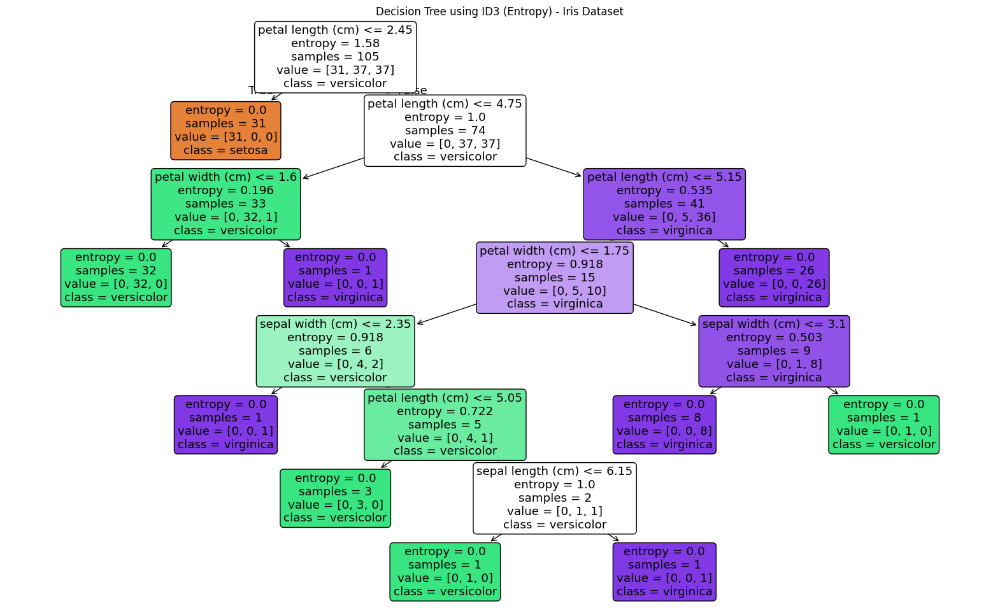 Decision Tree using ID3 (Entropy) - Iris Dataset
petal length (cm) <= 2.45
entropy = 1.58
samples = 105
value = [31, 37, 37]
class = versicolor
entropy = 0.0
samples = 31
value = [31, 0, 0]
class = setosa
petal length (cm) <= 4.75
entropy = 1.0
samples = 74
value = [0, 37, 37]
class = versicolor
petal width (cm) <= 1.6
entropy = 0.196
samples = 33
value = [0, 32, 1]
class = versicolor
petal length (cm) <= 5.15
entropy = 0.535
samples = 41
value = [0, 5, 36]
class = virginica
entropy = 0.0
samples = 32
value = [0, 32, 0]
class = versicolor
entropy = 0.0
samples = 1
value = [0, 0, 1]
class = virginica
petal width (cm) <= 1.75
entropy = 0.918
samples = 15
value = [0, 5, 10]
class = virginica
entropy = 0.0
samples = 26
value = [0, 0, 26]
class = virginica
sepal width (cm) <= 2.35
entropy = 0.918
samples = 6
value = [0, 4, 2]
class = versicolor
sepal width (cm) <= 3.1
entropy = 0.503
samples = 9
value = [0, 1, 8]
class = virginica
entropy = 0.0
samples = 1
value = [0, 0, 1]
class = virginica
petal length (cm) <= 5.05
entropy = 0.722
samples = 5
value = [0, 4, 1]
class = versicolor
entropy = 0.0
samples = 8
value = [0, 0, 8]
class = virginica
entropy = 0.0
samples = 1
value = [0, 1, 0]
class = versicolor
entropy = 0.0
samples = 3
value = [0, 3, 0]
class = versicolor
sepal length (cm) <= 6.15
entropy = 1.0
samples = 2
value = [0, 1, 1]
class = versicolor
entropy = 0.0
samples = 1
value = [0, 1, 0]
class = versicolor
entropy = 0.0
samples = 1
value = [0, 0, 1]
class = virginica